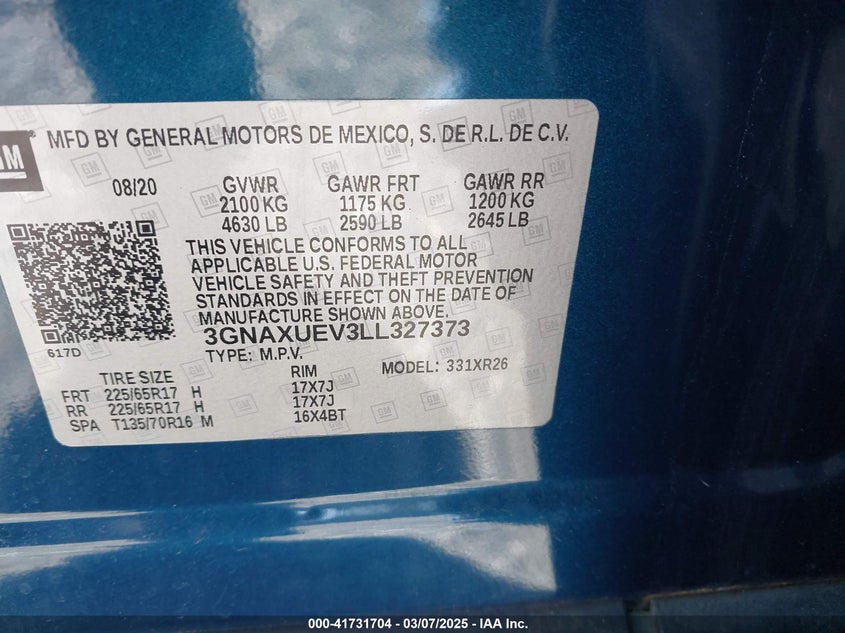 GM
MFD BY GENERAL MOTORS DE MEXICO, S. DE R.L. DE C.V.
08/20 GVWR GAWR FRT GAWR RR
2100 KG 1175 KG 1200 KG
4630 LB 2590 LB 2645 LB
THIS VEHICLE CONFORMS TO ALL
APPLICABLE U.S. FEDERAL MOTOR
VEHICLE SAFETY AND THEFT PREVENTION
STANDARDS IN EFFECT ON THE DATE OF
MANUFACTURE SHOWN ABOVE.
3GNAXUEV3LL327373
617D
TYPE: M.P.V. MODEL: 331XR26
TIRE SIZE RIM
FRT 225/65R17 H 17X7J
RR 225/65R17 H 17X7J
SPA T135/70R16 M 16X4BT
000-41731704 — 03/07/2025 — IAA Inc.